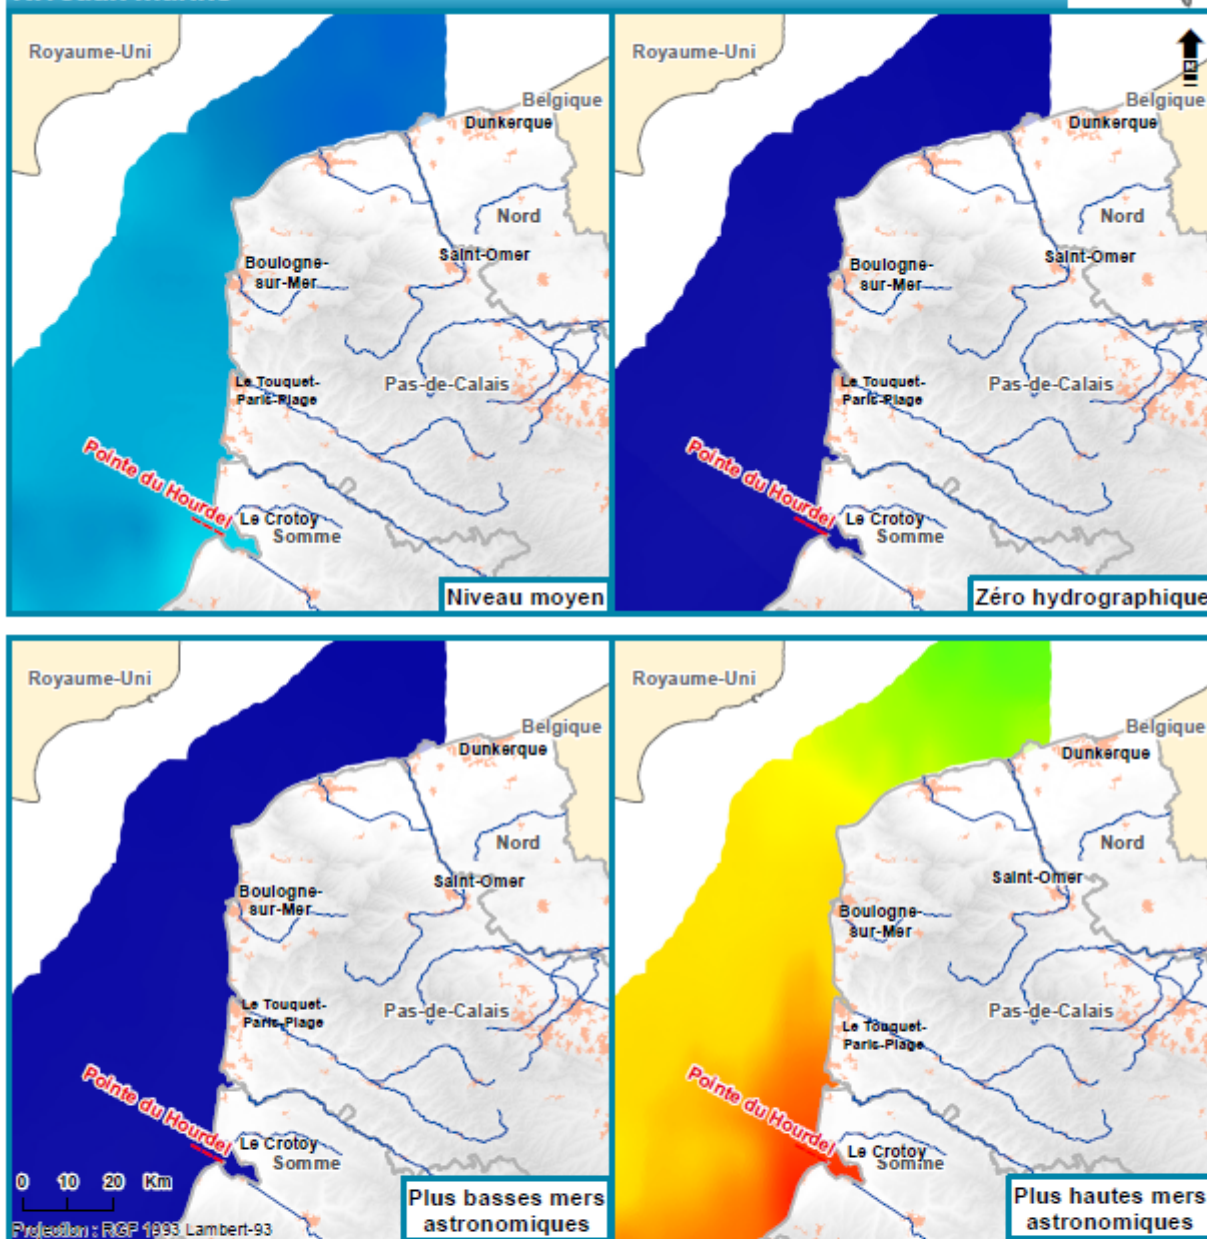 Royaume-Uni
Belgique
Dunkerque
Nord
Saint-Omer
Boulogne-
sur-Mer
Le Touquet-
Paris-Plage
Pas-de-Calais
Pointe du Hourdel
Le Crotoy
Somme
Niveau moyen
N
Royaume-Uni
Belgique
Dunkerque
Nord
Saint-Omer
Boulogne-
sur-Mer
Le Touquet-
Paris-Plage
Pas-de-Calais
Pointe du Hourdel
Le Crotoy
Somme
Zéro hydrographique
Royaume-Uni
Belgique
Dunkerque
Nord
Saint-Omer
Boulogne-
sur-Mer
Le Touquet-
Paris-Plage
Pas-de-Calais
Pointe du Hourdel
Le Crotoy
Somme
0 10 20 Km
Projection : RGF 1993 Lambert-93
Plus basses mers
astronomiques
Royaume-Uni
Belgique
Dunkerque
Nord
Saint-Omer
Boulogne-
sur-Mer
Le Touquet-
Paris-Plage
Pas-de-Calais
Pointe du Hourdel
Le Crotoy
Somme
Plus hautes mers
astronomiques